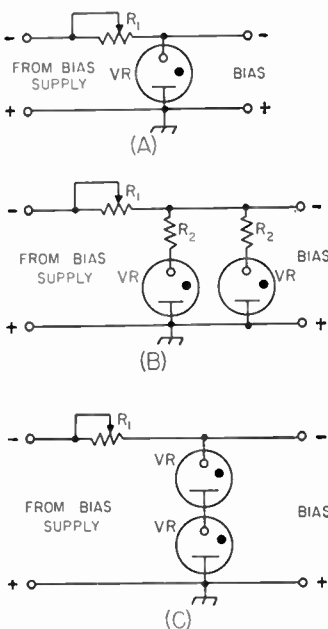 R1
- -
FROM BIAS VR BIAS
SUPPLY
+ +
(A)
R1
- -
R2 R2
FROM BIAS BIAS
SUPPLY VR VR
+ +
(B)
R1
- -
VR
FROM BIAS BIAS
SUPPLY VR
+ +
(C)